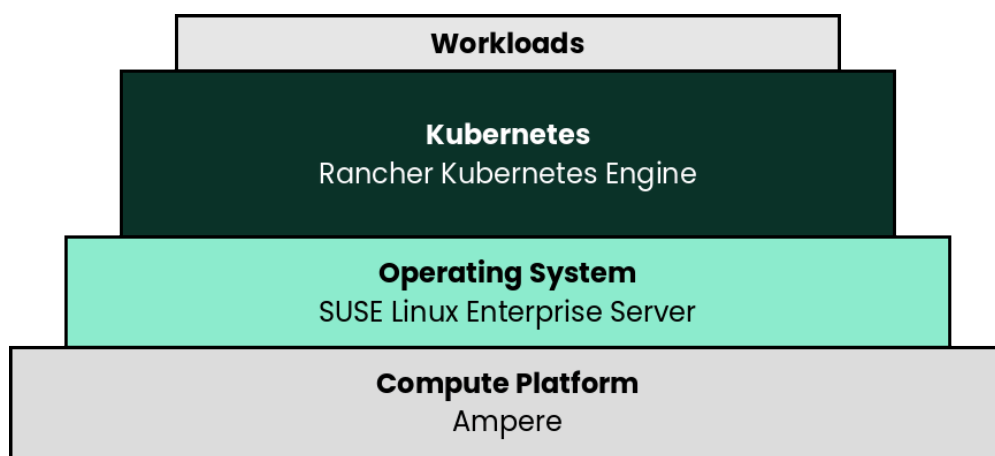 Workloads
Kubernetes
Rancher Kubernetes Engine
Operating System
SUSE Linux Enterprise Server
Compute Platform
Ampere